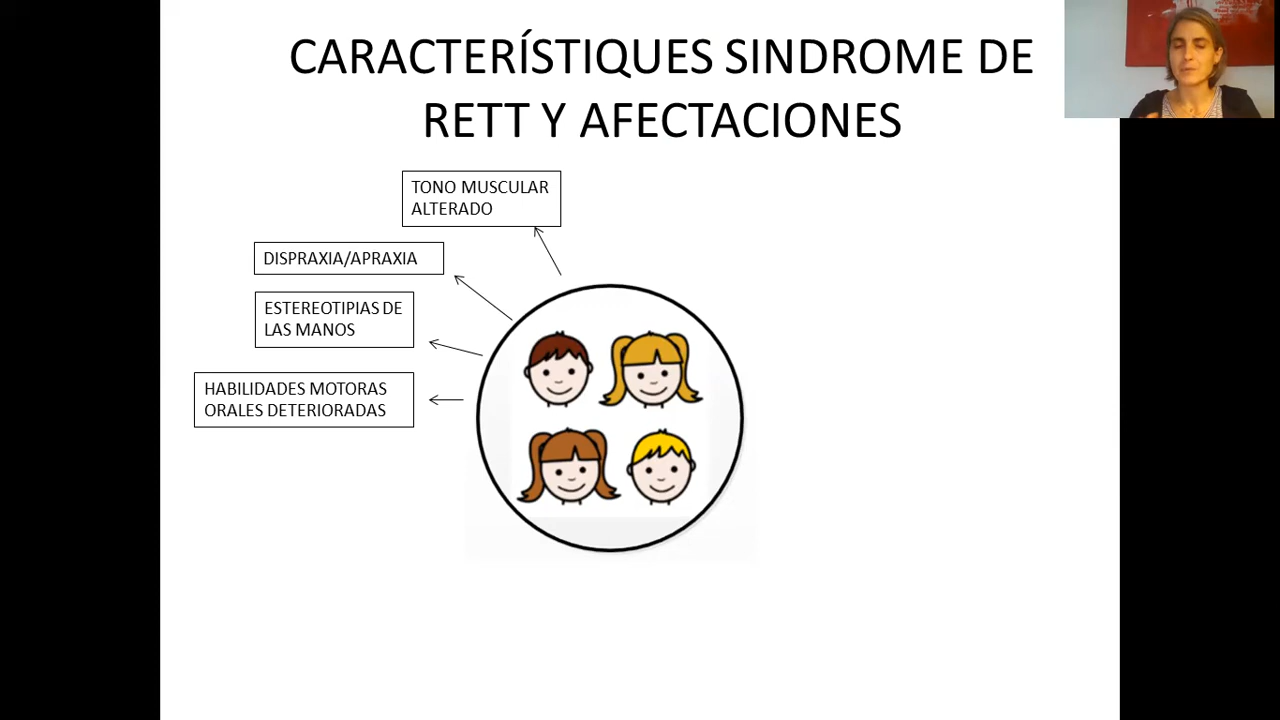 CARACTERÍSTIQUES SINDROME DE
RETT Y AFECTACIONES
TONO MUSCULAR
ALTERADO
DISPRAXIA/APRAXIA
ESTEREOTIPIAS DE
LAS MANOS
HABILIDADES MOTORAS
ORALES DETERIORADAS